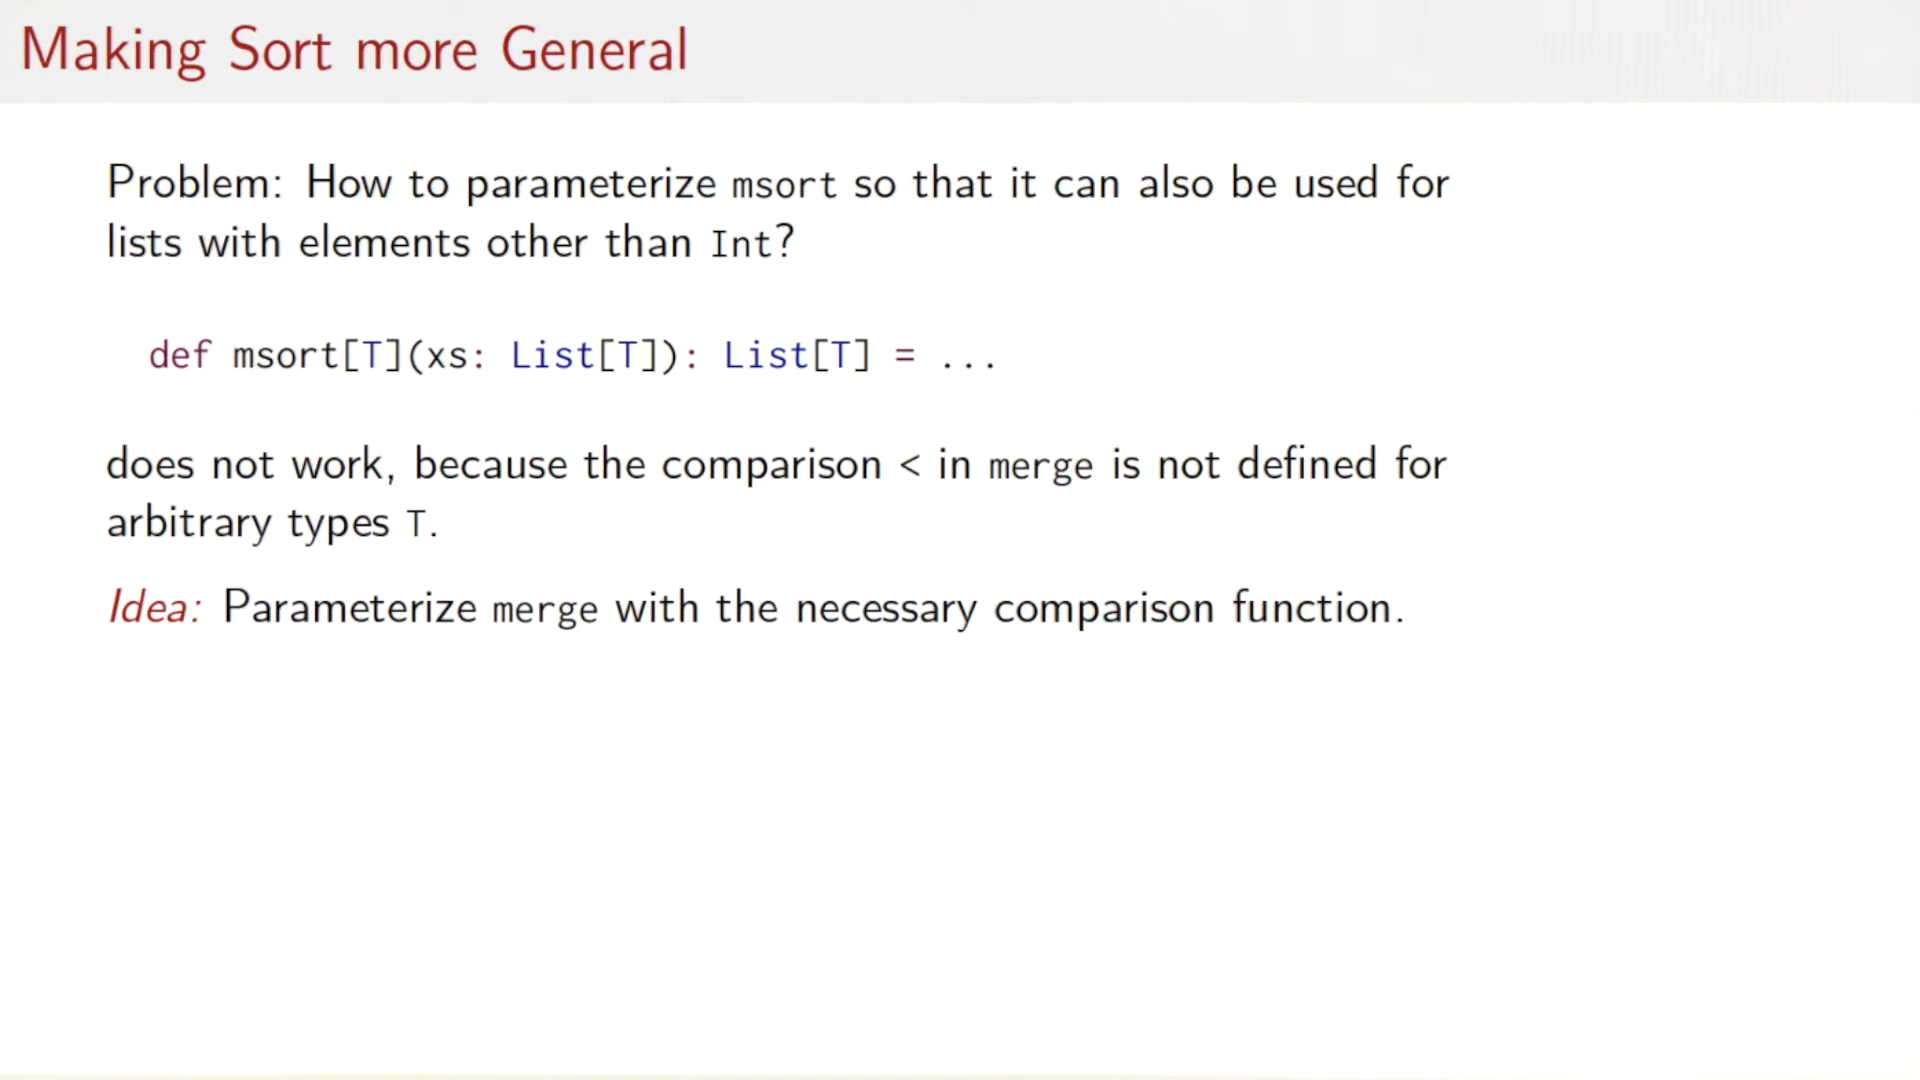 Making Sort more General
Problem: How to parameterize msort so that it can also be used for
lists with elements other than Int?
def msort[T](xs: List[T]): List[T] = ...
does not work, because the comparison < in merge is not defined for
arbitrary types T.
Idea: Parameterize merge with the necessary comparison function.